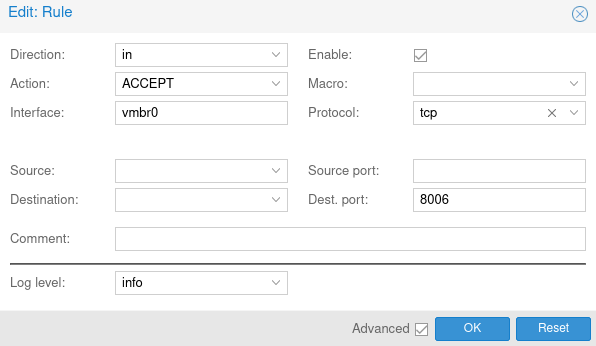 Edit: Rule
Direction: in Enable:
Action: ACCEPT Macro:
Interface: vmbr0 Protocol: tcp
Source: Source port:
Destination: Dest. port: 8006
Comment:
Log level: info
Advanced OK Reset